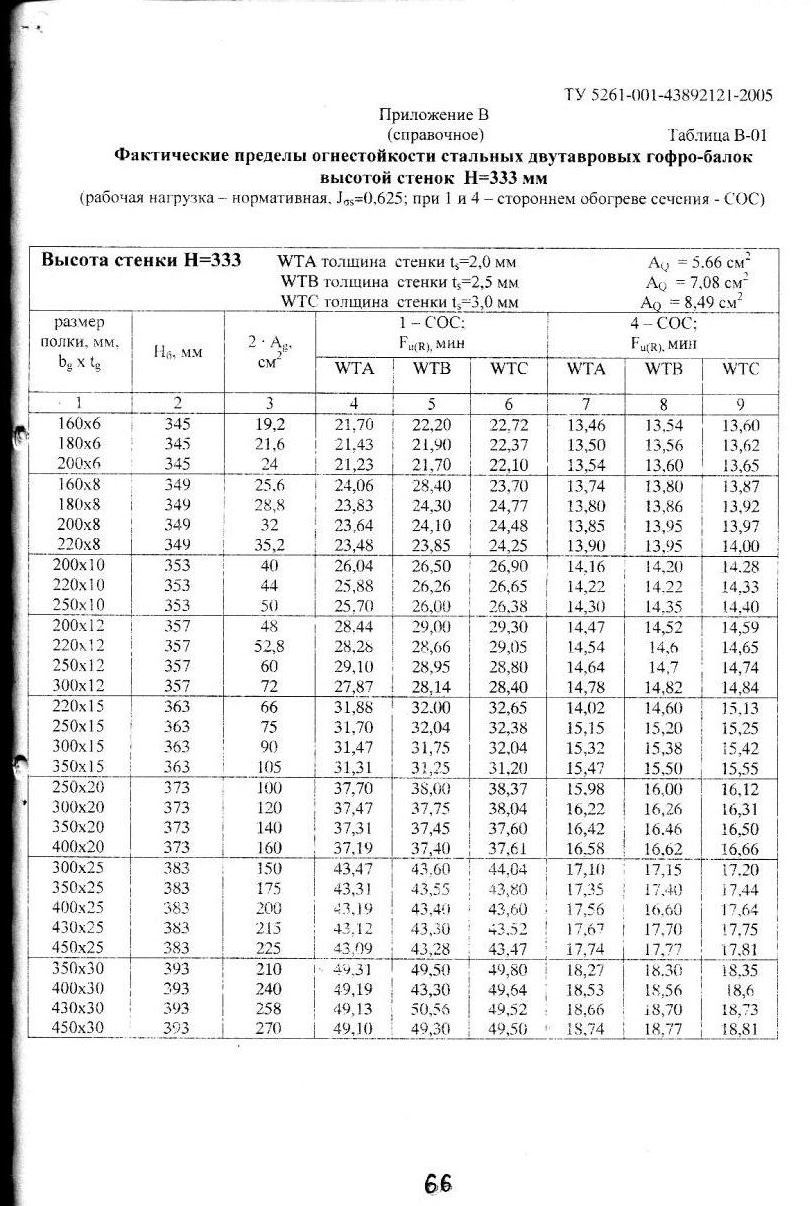 ТУ 5261-001-43892121-2005
Приложение В
(справочное) Таблица В-01
Фактические пределы огнестойкости стальных двутавровых гофро-балок
высотой стенок Н=333 мм
(рабочая нагрузка – нормативная, Jσs=0,625; при 1 и 4 – стороннем обогреве сечения - СОС)
Высота стенки Н=333 WTA толщина стенки ts=2,0 мм AQ = 5.66 см2
WTB толщина стенки ts=2,5 мм AQ = 7,08 см2
WTC толщина стенки ts=3,0 мм AQ = 8,49 см2
размер полки, мм, bg x tg Hб, мм 2 · Ag, см2 1 – СОС; Fu(R), мин 4 – СОС; Fu(R), мин
WTA WTB WTC WTA WTB WTC
1 2 3 4 5 6 7 8 9
160x6 345 19,2 21,70 22,20 22,72 13,46 13,54 13,60
180x6 345 21,6 21,43 21,90 22,37 13,50 13,56 13,62
200x6 345 24 21,23 21,70 22,10 13,54 13,60 13,65
160x8 349 25,6 24,06 28,40 23,70 13,74 13,80 13,87
180x8 349 28,8 23,83 24,30 24,77 13,80 13,86 13,92
200x8 349 32 23,64 24,10 24,48 13,85 13,95 13,97
220x8 349 35,2 23,48 23,85 24,25 13,90 13,95 14,00
200x10 353 40 26,04 26,50 26,90 14,16 14,20 14,28
220x10 353 44 25,88 26,26 26,65 14,22 14,22 14,33
250x10 353 50 25,70 26,00 26,38 14,30 14,35 14,40
200x12 357 48 28,44 29,00 29,30 14,47 14,52 14,59
220x12 357 52,8 28,28 28,66 29,05 14,54 14,6 14,65
250x12 357 60 29,10 28,95 28,80 14,64 14,7 14,74
300x12 357 72 27,87 28,14 28,40 14,78 14,82 14,84
220x15 363 66 31,88 32.00 32,65 14,02 14,60 15,13
250x15 363 75 31,70 32,04 32,38 15,15 15,20 15,25
300x15 363 90 31,47 31,75 32,04 15,32 15,38 15,42
350x15 363 105 31,31 31,25 31,20 15,47 15,50 15,55
250x20 373 100 37,70 38,00 38,37 15,98 16,00 16,12
300x20 373 120 37,47 37,75 38,04 16,22 16,26 16,31
350x20 373 140 37,31 37,45 37,60 16,42 16.46 16,50
400x20 373 160 37,19 37,40 37,61 16.58 16,62 16,66
300x25 383 150 43,47 43.60 44,04 17,10 17,15 17.20
350x25 383 175 43,31 43,55 43,80 17,35 17,40 17,44
400x25 383 200 43,19 43,40 43,60 17,56 16,60 17,64
430x25 383 215 43,12 43,30 43.52 17,67 17,70 17,75
450x25 383 225 43,09 43,28 43,47 17,74 17,77 17,81
350x30 393 210 49,31 49,50 49,80 18,27 18.30 18,35
400x30 393 240 49,19 43,30 49,64 18,53 18,56 18,6
430x30 393 258 49,13 50,56 49,52 18,66 18,70 18,73
450x30 393 270 49,10 49,30 49,50 18,74 18,77 18,81
66